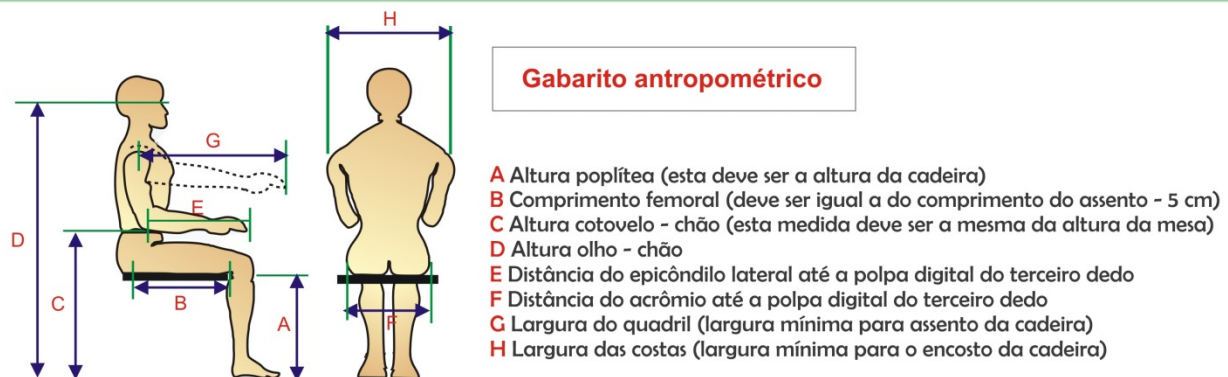 H
Gabarito antropométrico
G
A Altura poplítea (esta deve ser a altura da cadeira)
B Comprimento femoral (deve ser igual a do comprimento do assento - 5 cm)
E
C Altura cotovelo - chão (esta medida deve ser a mesma da altura da mesa)
D
D Altura olho - chão
E Distância do epicôndilo lateral até a polpa digital do terceiro dedo
B
C
F Distância do acrômio até a polpa digital do terceiro dedo
A
F
G Largura do quadril (largura mínima para assento da cadeira)
H Largura das costas (largura mínima para o encosto da cadeira)